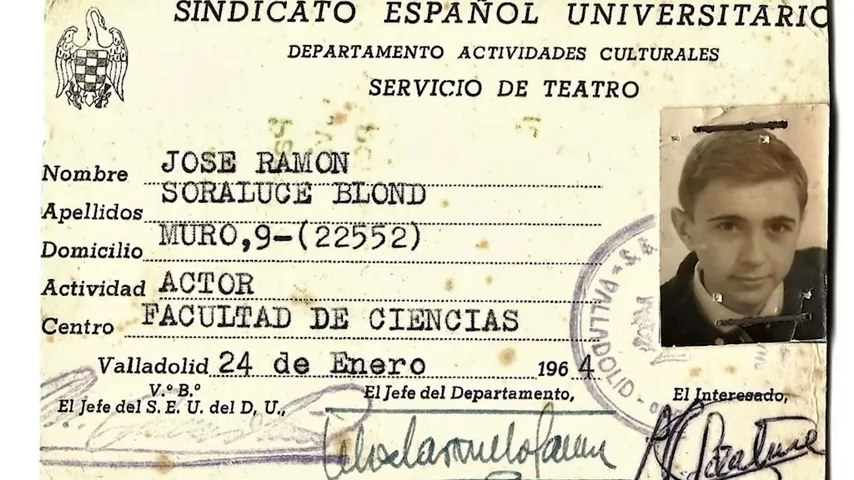 SINDICATO ESPAÑOL UNIVERSITARIO
DEPARTAMENTO ACTIVIDADES CULTURALES
SERVICIO DE TEATRO
Nombre JOSE RAMON
Apellidos SORALUCE BLOND
Domicilio MURO,9-(22552)
Actividad ACTOR
Centro FACULTAD DE CIENCIAS
Valladolid 24 de Enero 1964
V.º B.º
El Jefe del S. E. U. del D, U., El Jefe del Departamento, El Interesado,
VALLADOLID